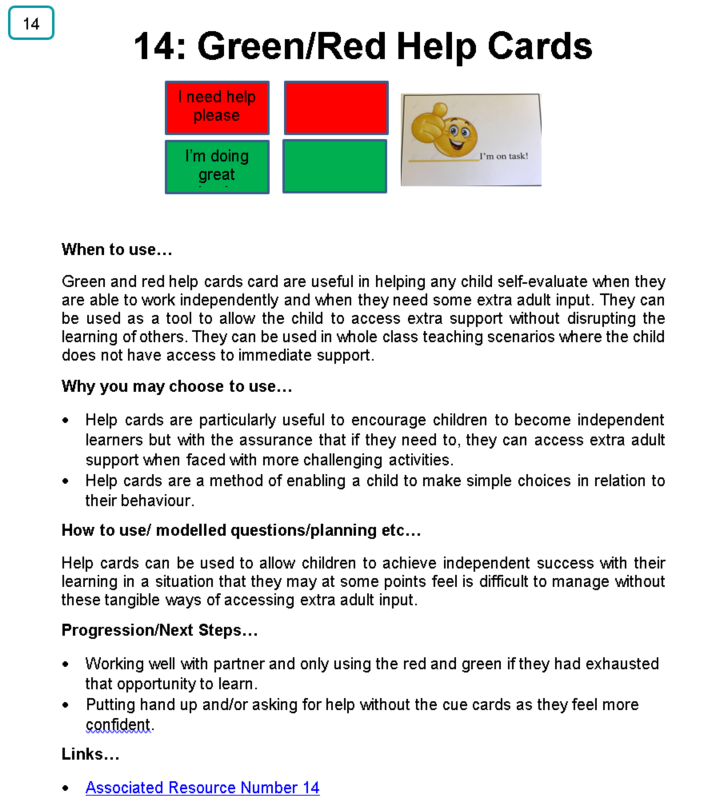 14
14: Green/Red Help Cards
I need help
please
I'm doing
great
I'm on task!
When to use…
Green and red help cards card are useful in helping any child self-evaluate when they
are able to work independently and when they need some extra adult input. They can
be used as a tool to allow the child to access extra support without disrupting the
learning of others. They can be used in whole class teaching scenarios where the child
does not have access to immediate support.
Why you may choose to use…
• Help cards are particularly useful to encourage children to become independent
learners but with the assurance that if they need to, they can access extra adult
support when faced with more challenging activities.
• Help cards are a method of enabling a child to make simple choices in relation to
their behaviour.
How to use/ modelled questions/planning etc…
Help cards can be used to allow children to achieve independent success with their
learning in a situation that they may at some points feel is difficult to manage without
these tangible ways of accessing extra adult input.
Progression/Next Steps…
• Working well with partner and only using the red and green if they had exhausted
that opportunity to learn.
• Putting hand up and/or asking for help without the cue cards as they feel more
confident.
Links…
• Associated Resource Number 14